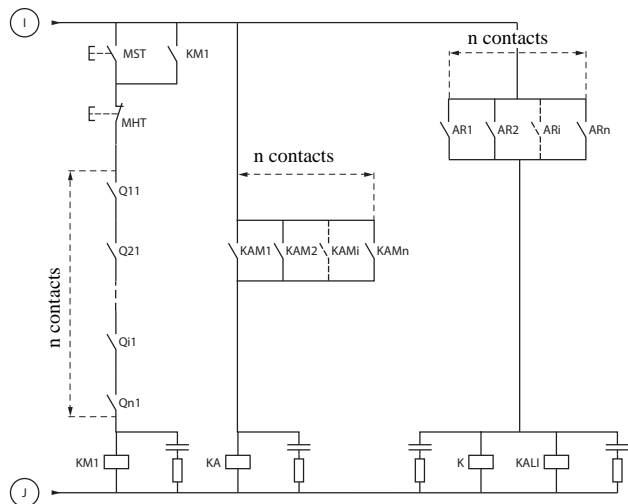 I
MST
KM1
n contacts
MHT
AR1
AR2
ARi
ARn
n contacts
Q11
Q21
KAM1
KAM2
KAMi
KAMn
n contacts
Qi1
Qn1
KM1
KA
K
KALI
J